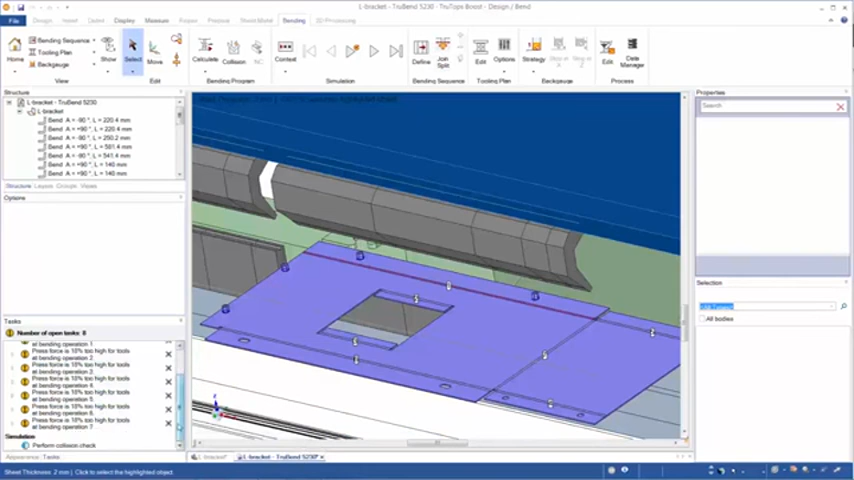 L-bracket - TruBend 5230 - TruTops Boost - Design / Bend
File
Design
Insert
Detail
Display
Measure
Repair
Prepare
Sheet Metal
Bending
3D-Processing
Bending Sequence
Tooling Plan
Backgauge
Home
Show
Select
Move
Calculate
Collision
Context
Define
Join Split
Edit
Options
Strategy
Edit
Data Manager
View
Edit
Bending Program
Simulation
Bending Sequence
Tooling Plan
Backgauge
Process
Structure
L-bracket - TruBend 5230
L-bracket
Bend A = -90 °, L = 220.4 mm
Bend A = +90 °, L = 220.4 mm
Bend A = -90 °, L = 250.2 mm
Bend A = +90 °, L = 581.4 mm
Bend A = -90 °, L = 541.4 mm
Bend A = +90 °, L = 140 mm
Bend A = +90 °, L = 140 mm
Structure Layers Groups Views
Options
Tasks
Number of open tasks: 8
at bending operation 1
Press force is 18% too high for tools
at bending operation 2
Press force is 18% too high for tools
at bending operation 3
Press force is 18% too high for tools
at bending operation 4
Press force is 18% too high for tools
at bending operation 5
Press force is 18% too high for tools
at bending operation 6
Press force is 18% too high for tools
at bending operation 7
Simulation
Perform collision check
Appearance Tasks
L-bracket*
L-bracket - TruBend 5230*
Properties
Search
Selection
All bodies
Sheet Thickness: 2 mm | Click to select the highlighted object.